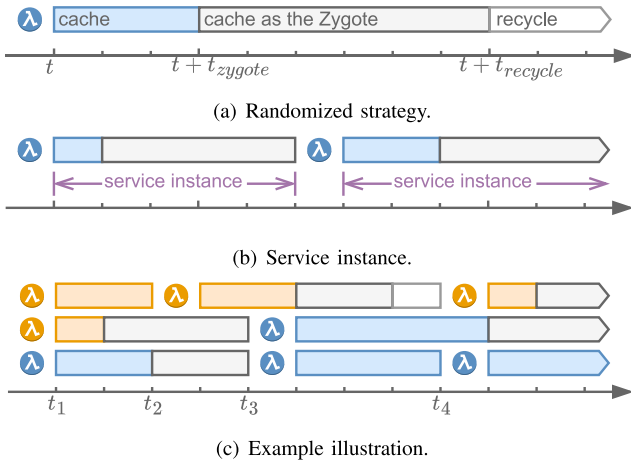 λ cache cache as the Zygote recycle
t t + t_zygote t + t_recycle
(a) Randomized strategy.
λ λ
service instance service instance
(b) Service instance.
λ λ λ
λ λ
λ λ λ
t_1 t_2 t_3 t_4
(c) Example illustration.